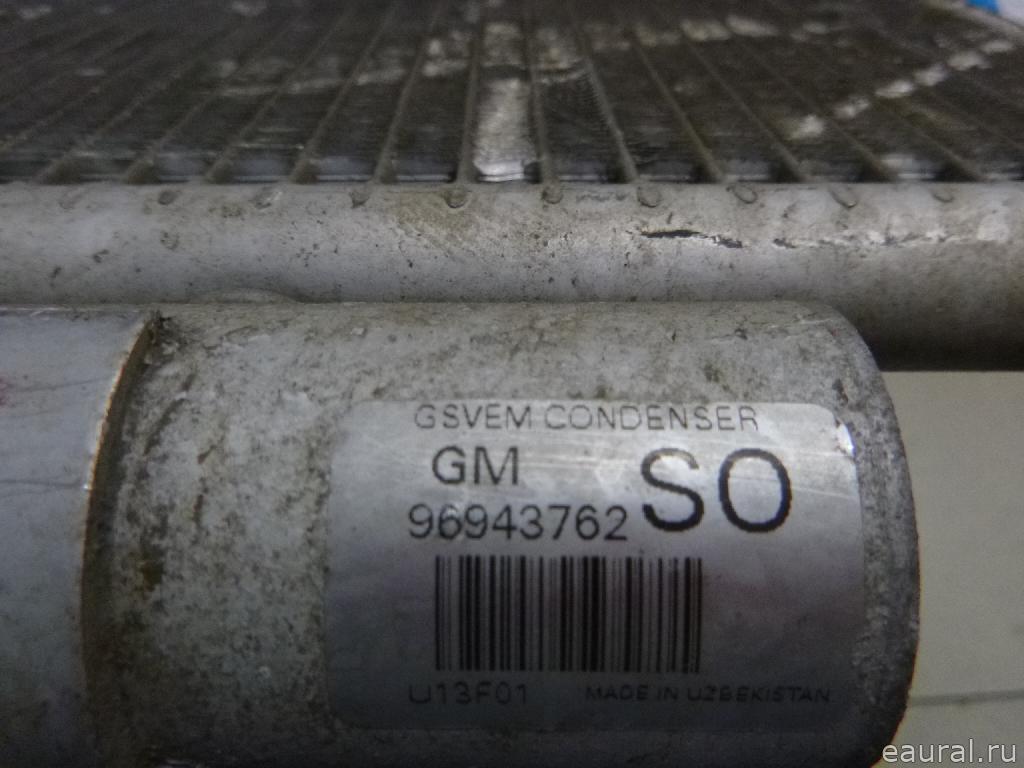 GSVEM CONDENSER
GM
SO
96943762
U13F01 MADE IN UZBEKISTAN
eaural.ru